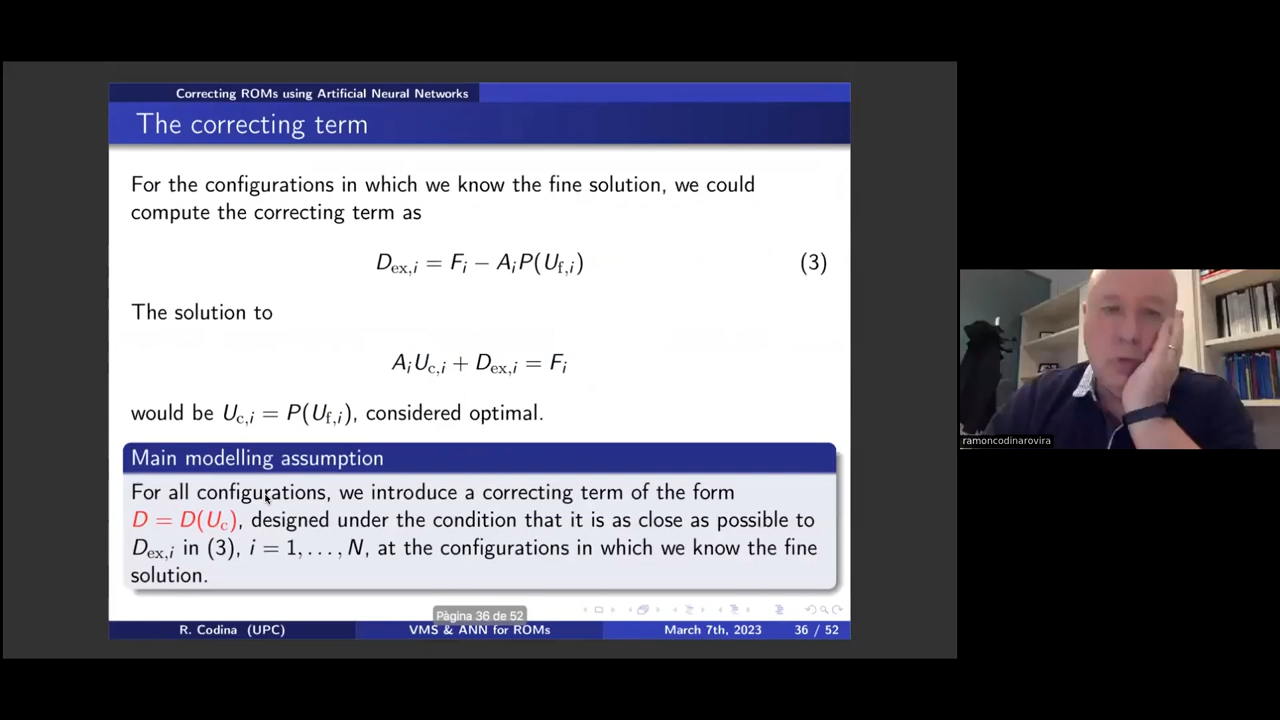 Correcting ROMs using Artificial Neural Networks
The correcting term
For the configurations in which we know the fine solution, we could
compute the correcting term as
D_ex,i = F_i − A_i P(U_f,i) (3)
The solution to
A_i U_c,i + D_ex,i = F_i
would be U_c,i = P(U_f,i), considered optimal.
Main modelling assumption
For all configurations, we introduce a correcting term of the form
D = D(U_c), designed under the condition that it is as close as possible to
D_ex,i in (3), i = 1, . . . , N, at the configurations in which we know the fine
solution.
Pàgina 36 de 52
R. Codina (UPC) VMS & ANN for ROMs March 7th, 2023 36 / 52
ramoncodinarovira